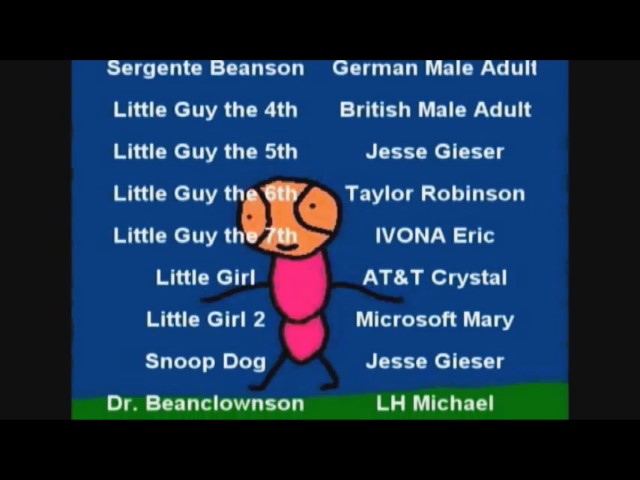 Sergente Beanson German Male Adult
Little Guy the 4th British Male Adult
Little Guy the 5th Jesse Gieser
Little Guy the 6th Taylor Robinson
Little Guy the 7th IVONA Eric
Little Girl AT&T Crystal
Little Girl 2 Microsoft Mary
Snoop Dog Jesse Gieser
Dr. Beanclownson LH Michael